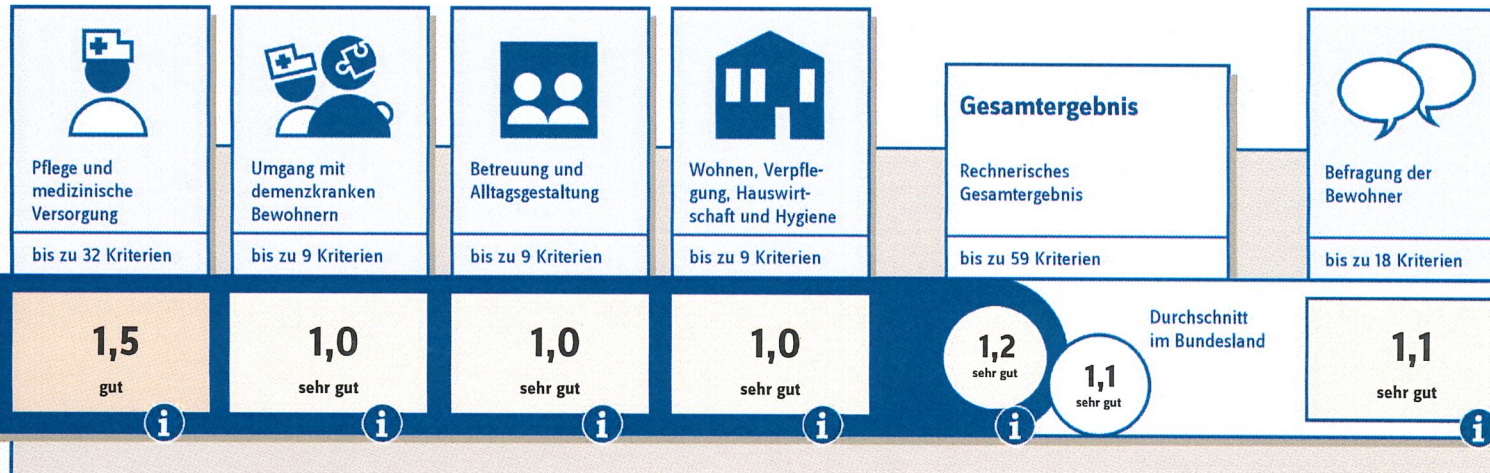 Pflege und
medizinische
Versorgung
bis zu 32 Kriterien
1,5
gut
i
Umgang mit
demenzkranken
Bewohnern
bis zu 9 Kriterien
1,0
sehr gut
i
Betreuung und
Alltagsgestaltung
bis zu 9 Kriterien
1,0
sehr gut
i
Wohnen, Verpfle-
gung, Hauswirt-
schaft und Hygiene
bis zu 9 Kriterien
1,0
sehr gut
i
Gesamtergebnis
Rechnerisches
Gesamtergebnis
bis zu 59 Kriterien
1,2
sehr gut
i
Durchschnitt
im Bundesland
1,1
sehr gut
Befragung der
Bewohner
bis zu 18 Kriterien
1,1
sehr gut
i